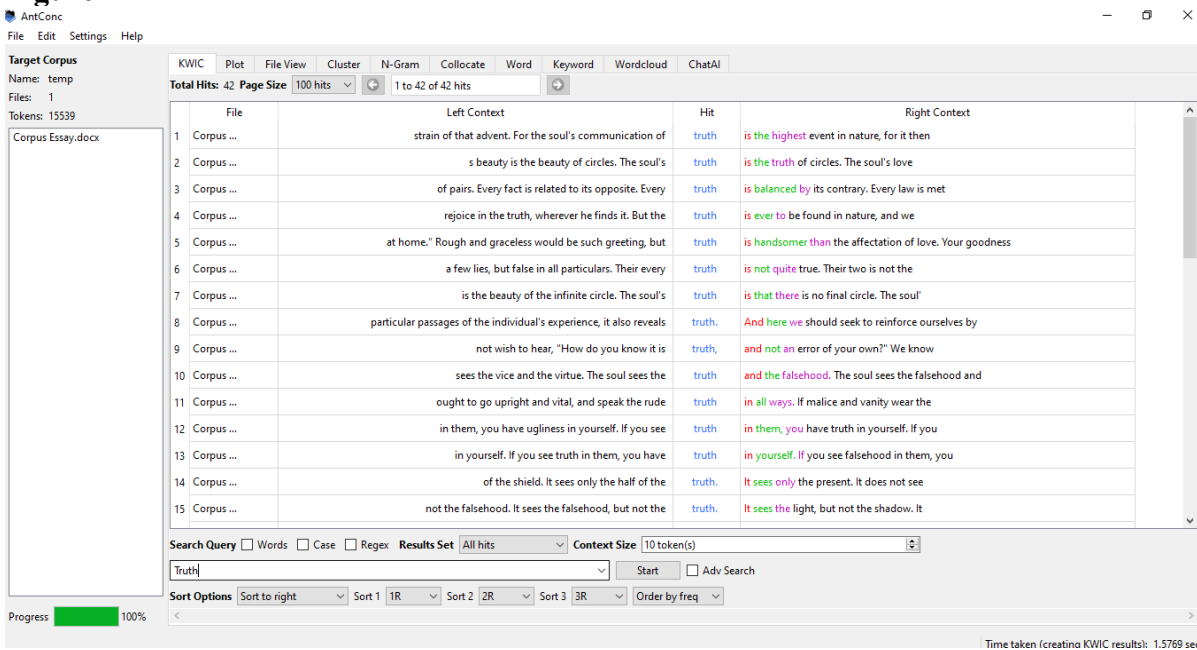 AntConc
File Edit Settings Help
Target Corpus
Name: temp
Files: 1
Tokens: 15539
Corpus Essay.docx
Progress 100%
KWIC Plot File View Cluster N-Gram Collocate Word Keyword Wordcloud ChatAI
Total Hits: 42 Page Size 100 hits 1 to 42 of 42 hits
File Left Context Hit Right Context
1 Corpus ... strain of that advent. For the soul's communication of truth is the highest event in nature, for it then
2 Corpus ... s beauty is the beauty of circles. The soul's truth is the truth of circles. The soul's love
3 Corpus ... of pairs. Every fact is related to its opposite. Every truth is balanced by its contrary. Every law is met
4 Corpus ... rejoice in the truth, wherever he finds it. But the truth is ever to be found in nature, and we
5 Corpus ... at home." Rough and graceless would be such greeting, but truth is handsomer than the affectation of love. Your goodness
6 Corpus ... a few lies, but false in all particulars. Their every truth is not quite true. Their two is not the
7 Corpus ... is the beauty of the infinite circle. The soul's truth is that there is no final circle. The soul'
8 Corpus ... particular passages of the individual's experience, it also reveals truth. And here we should seek to reinforce ourselves by
9 Corpus ... not wish to hear, "How do you know it is truth, and not an error of your own?" We know
10 Corpus ... sees the vice and the virtue. The soul sees the truth and the falsehood. The soul sees the falsehood and
11 Corpus ... ought to go upright and vital, and speak the rude truth in all ways. If malice and vanity wear the
12 Corpus ... in them, you have ugliness in yourself. If you see truth in them, you have truth in yourself. If you
13 Corpus ... in yourself. If you see truth in them, you have truth in yourself. If you see falsehood in them, you
14 Corpus ... of the shield. It sees only the half of the truth. It sees only the present. It does not see
15 Corpus ... not the falsehood. It sees the falsehood, but not the truth. It sees the light, but not the shadow. It
Search Query Words Case Regex Results Set All hits Context Size 10 token(s)
Truth Start Adv Search
Sort Options Sort to right Sort 1 1R Sort 2 2R Sort 3 3R Order by freq
Time taken (creating KWIC results): 1.5769 sec